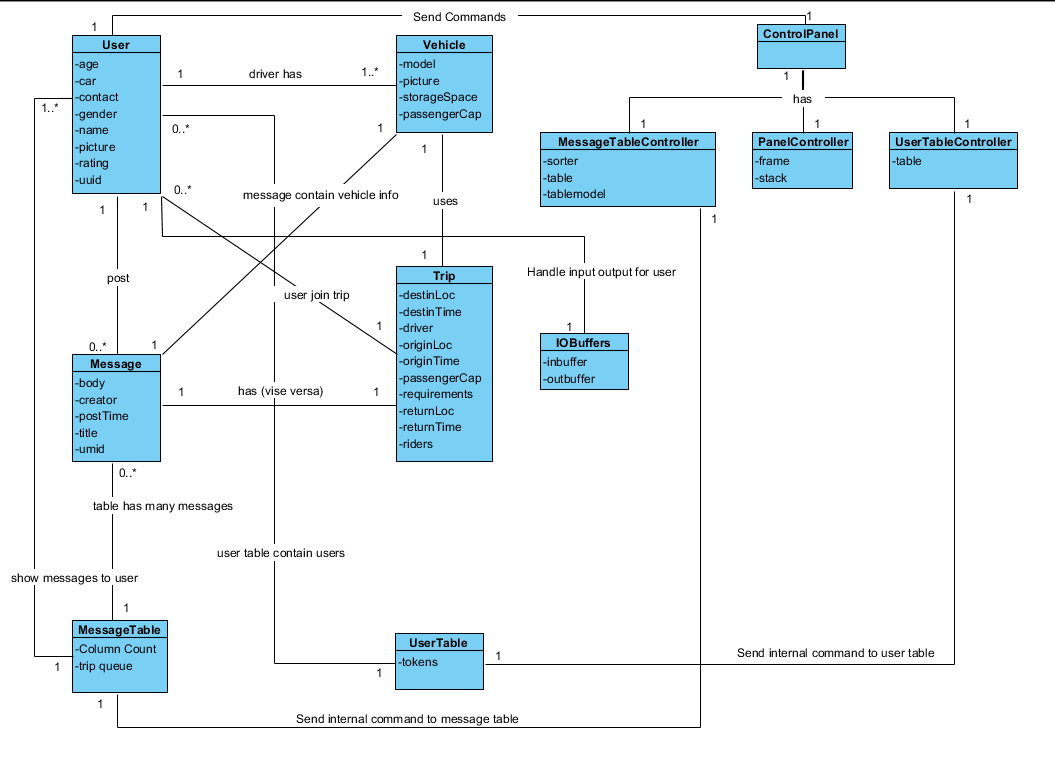 Send Commands
1
1
User
-age
-car
-contact
-gender
-name
-picture
-rating
-uuid
1
driver has
1..*
Vehicle
-model
-picture
-storageSpace
-passengerCap
ControlPanel
1
has
1
1
1
MessageTableController
-sorter
-table
-tablemodel
PanelController
-frame
-stack
UserTableController
-table
1..*
0..*
1
1
0..*
message contain vehicle info
uses
1
1
1
1
post
user join trip
1
1
Handle input output for user
1
Trip
-destinLoc
-destinTime
-driver
-originLoc
-originTime
-passengerCap
-requirements
-returnLoc
-returnTime
-riders
IOBuffers
-inbuffer
-outbuffer
0..*
1
Message
-body
-creator
-postTime
-title
-umid
1
has (vise versa)
1
0..*
table has many messages
user table contain users
show messages to user
1
MessageTable
-Column Count
-trip queue
1
1
UserTable
-tokens
1
1
Send internal command to user table
Send internal command to message table